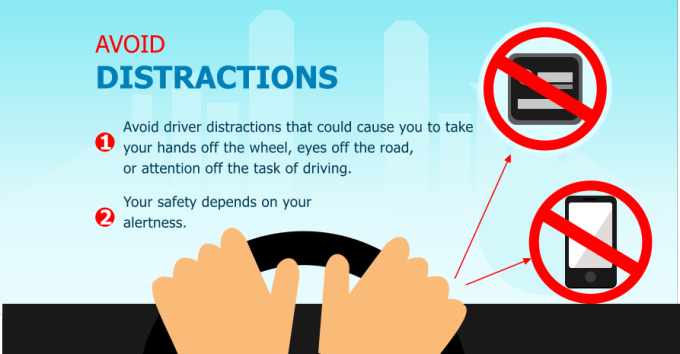 AVOID
DISTRACTIONS
1 Avoid driver distractions that could cause you to take
your hands off the wheel, eyes off the road,
or attention off the task of driving.
2 Your safety depends on your
alertness.